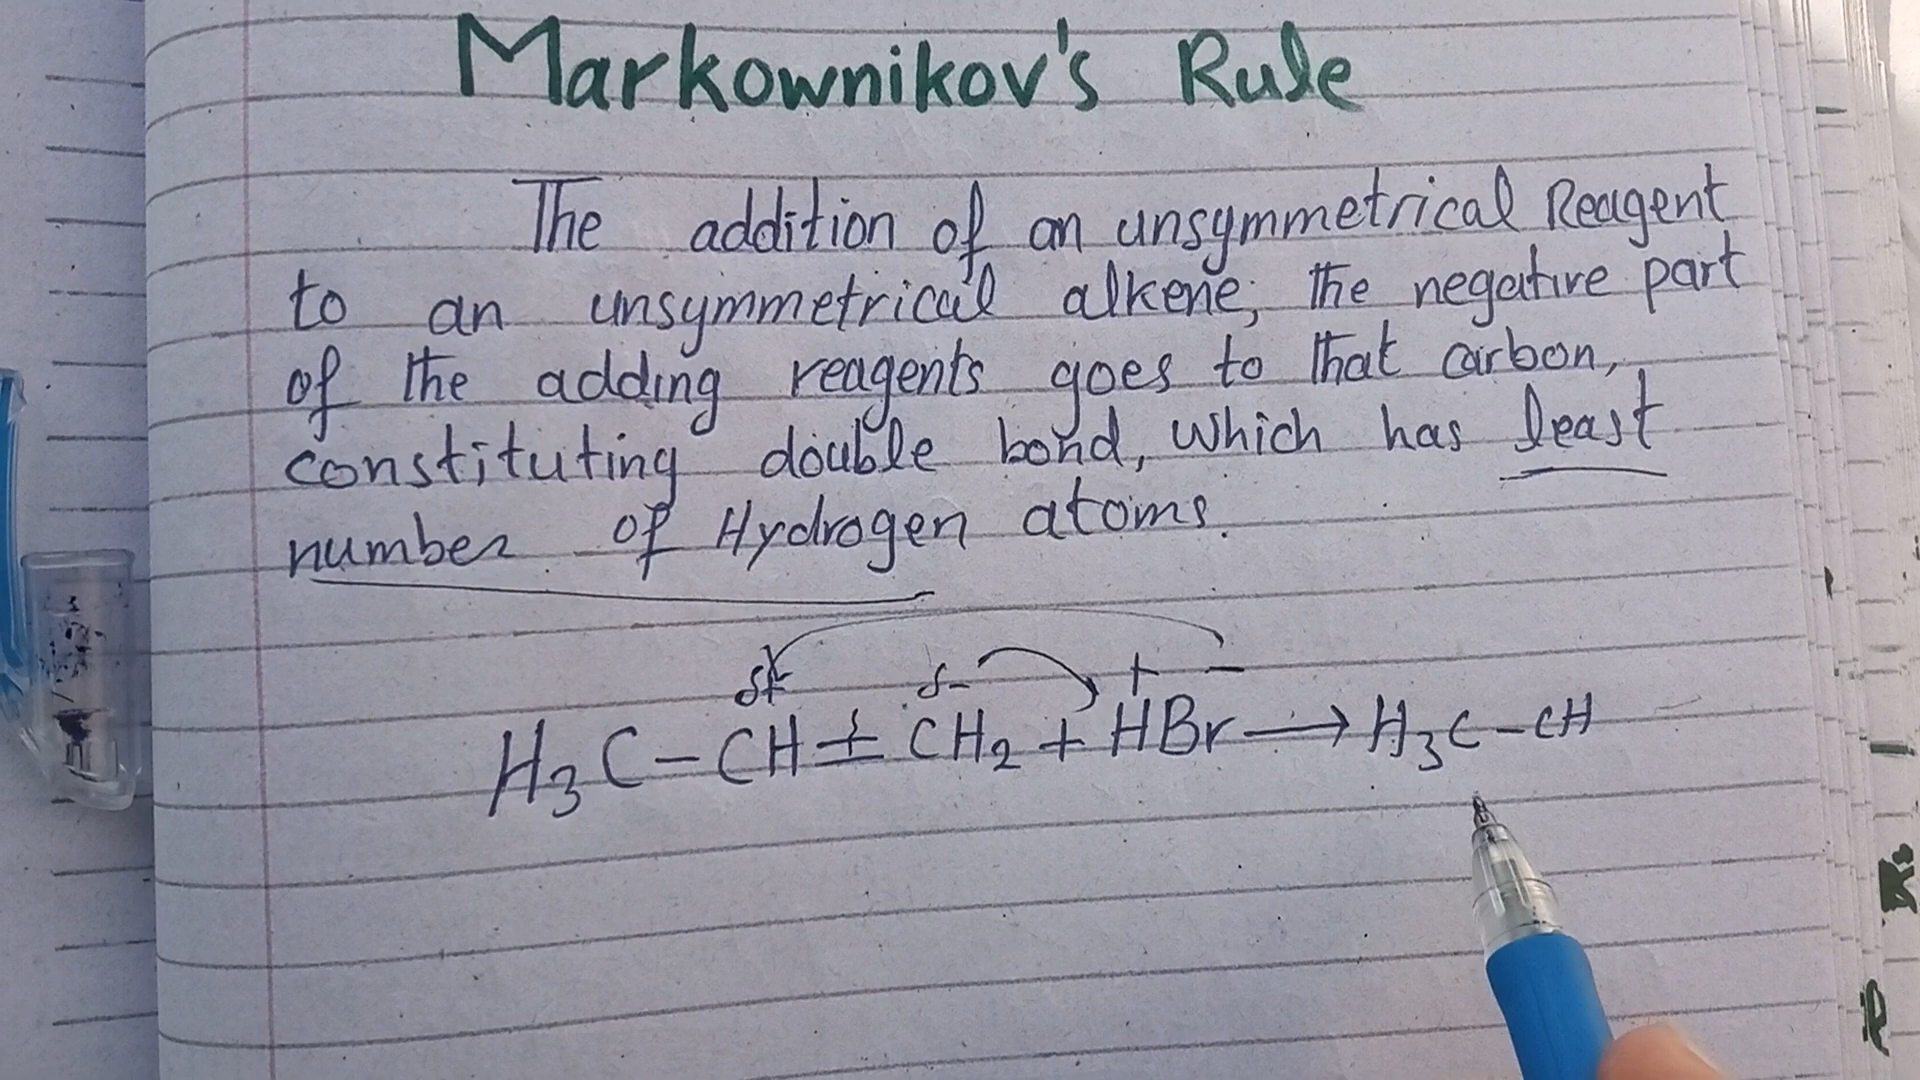 Markownikov's Rule
The addition of an unsymmetrical Reagent
to an unsymmetrical alkene, the negative part
of the adding reagents goes to that carbon,
constituting double bond, which has least
number of Hydrogen atoms.
δ+ δ- + -
H₃C-CH=CH₂ + HBr → H₃C-CH